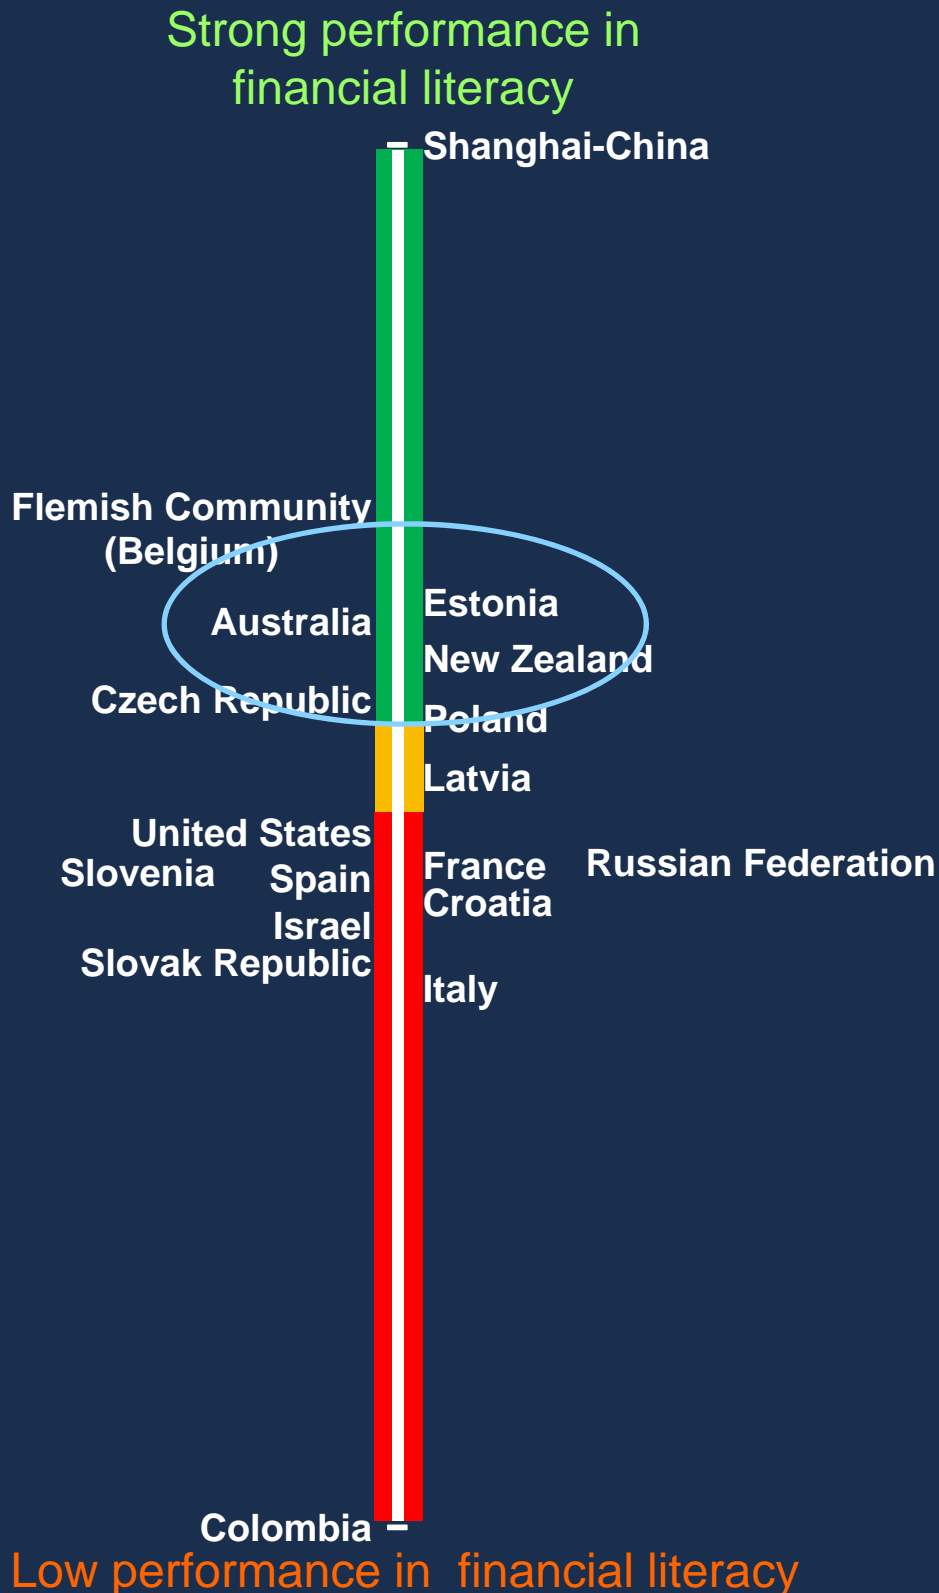 Strong performance in
financial literacy
Shanghai-China
Flemish Community
(Belgium)
Estonia
Australia
New Zealand
Czech Republic
Poland
Latvia
United States
Slovenia Spain France Russian Federation
Croatia
Israel
Slovak Republic
Italy
Colombia
Low performance in financial literacy